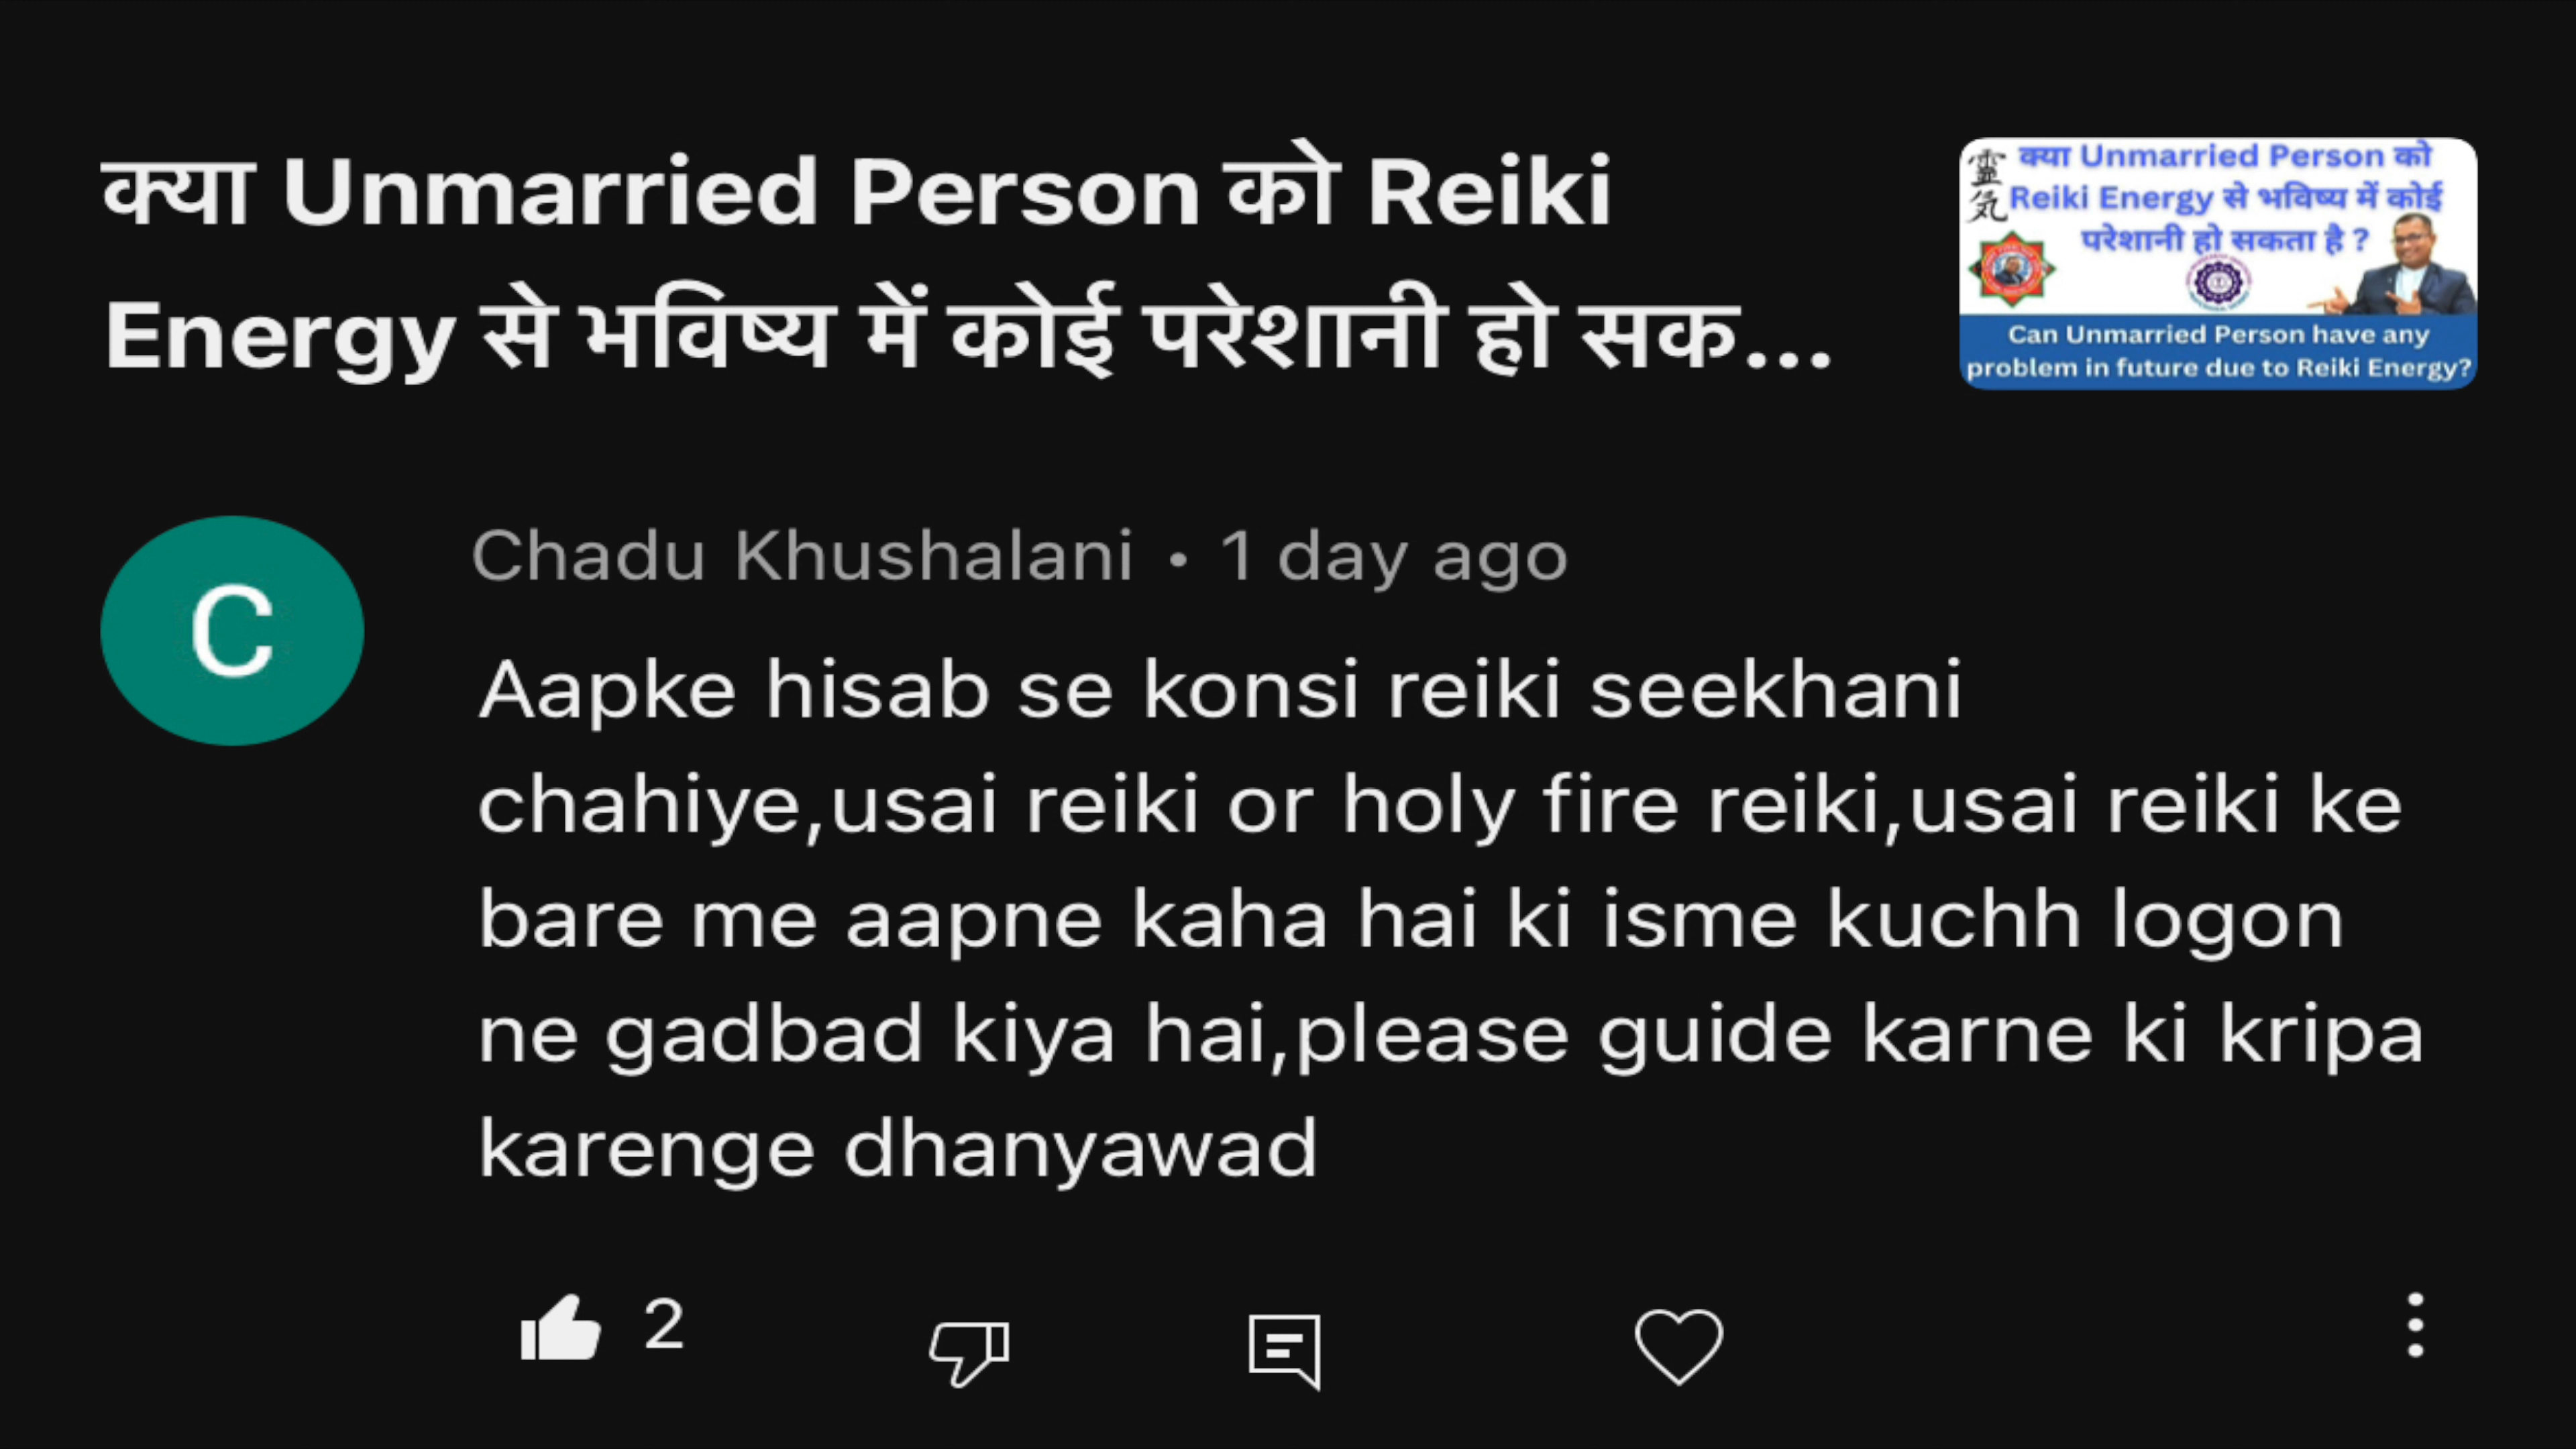 क्या Unmarried Person को Reiki
Energy से भविष्य में कोई परेशानी हो सक...
靈気
क्या Unmarried Person को
Reiki Energy से भविष्य में कोई
परेशानी हो सकता है ?
Can Unmarried Person have any
problem in future due to Reiki Energy?
C
Chadu Khushalani • 1 day ago
Aapke hisab se konsi reiki seekhani
chahiye,usai reiki or holy fire reiki,usai reiki ke
bare me aapne kaha hai ki isme kuchh logon
ne gadbad kiya hai,please guide karne ki kripa
karenge dhanyawad
2